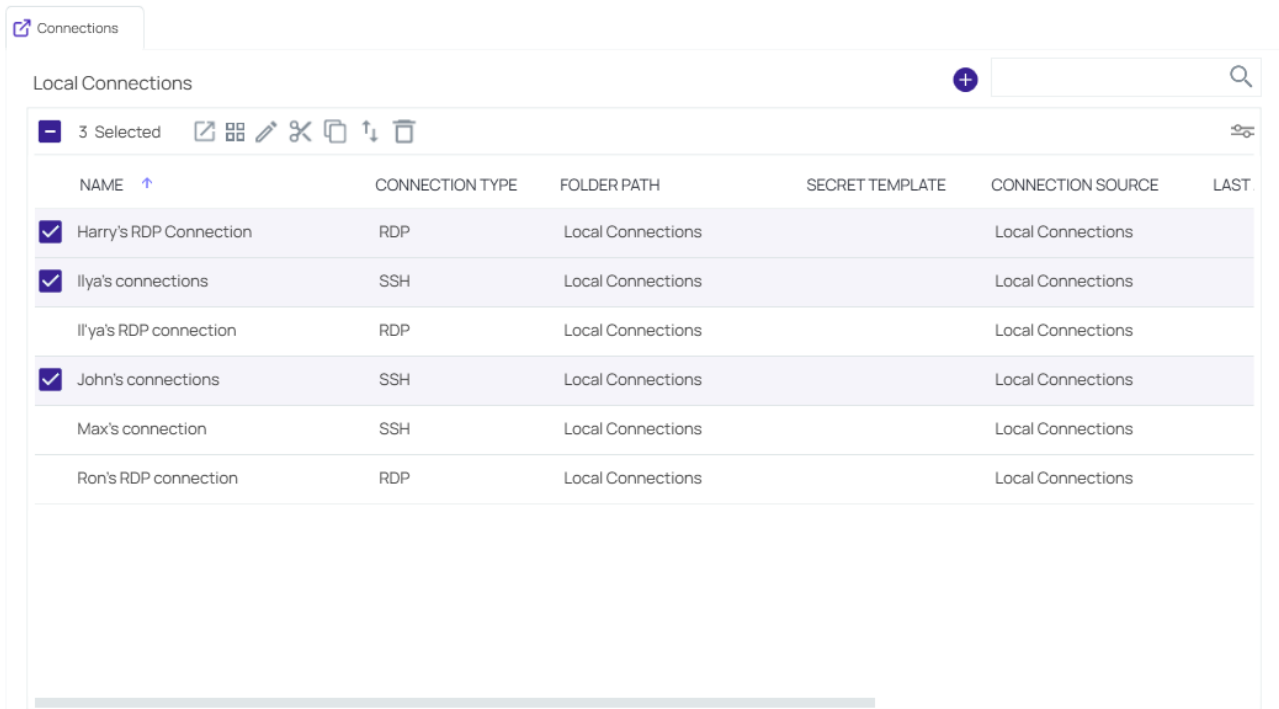 Connections
Local Connections
3 Selected
NAME CONNECTION TYPE FOLDER PATH SECRET TEMPLATE CONNECTION SOURCE LAST
Harry's RDP Connection RDP Local Connections Local Connections
Ilya's connections SSH Local Connections Local Connections
Il'ya's RDP connection RDP Local Connections Local Connections
John's connections SSH Local Connections Local Connections
Max's connection SSH Local Connections Local Connections
Ron's RDP connection RDP Local Connections Local Connections